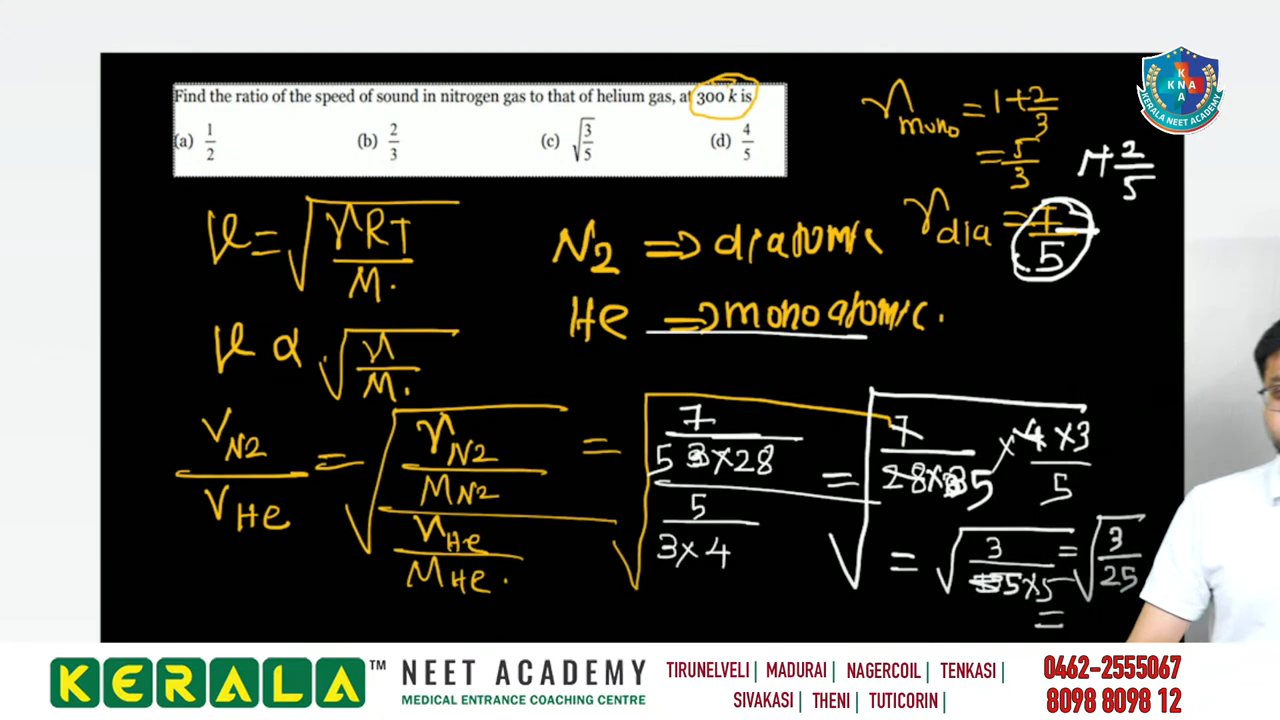 Find the ratio of the speed of sound in nitrogen gas to that of helium gas, at 300 k is
(a) 1/2 (b) 2/3 (c) √(3/5) (d) 4/5
γmono = 1+2/3
= 5/3
1+2/5
γdia = 7/5
V = √(γRT/M.)
N2 ⇒ diatomic
He ⇒ monoatomic.
V α √(γ/M.)
VN2/VHe = √((γN2/MN2)/(γHe/MHe.)) = √((7/(5×28))/(5/(3×4))) = √(7/(28×5) × (4×3)/5)
= √(3/(5×5)) = √(3/25)
=
KNA
KERALA NEET ACADEMY
KERALA™ NEET ACADEMY
MEDICAL ENTRANCE COACHING CENTRE
TIRUNELVELI | MADURAI | NAGERCOIL | TENKASI |
SIVAKASI | THENI | TUTICORIN |
0462-2555067
8098 8098 12